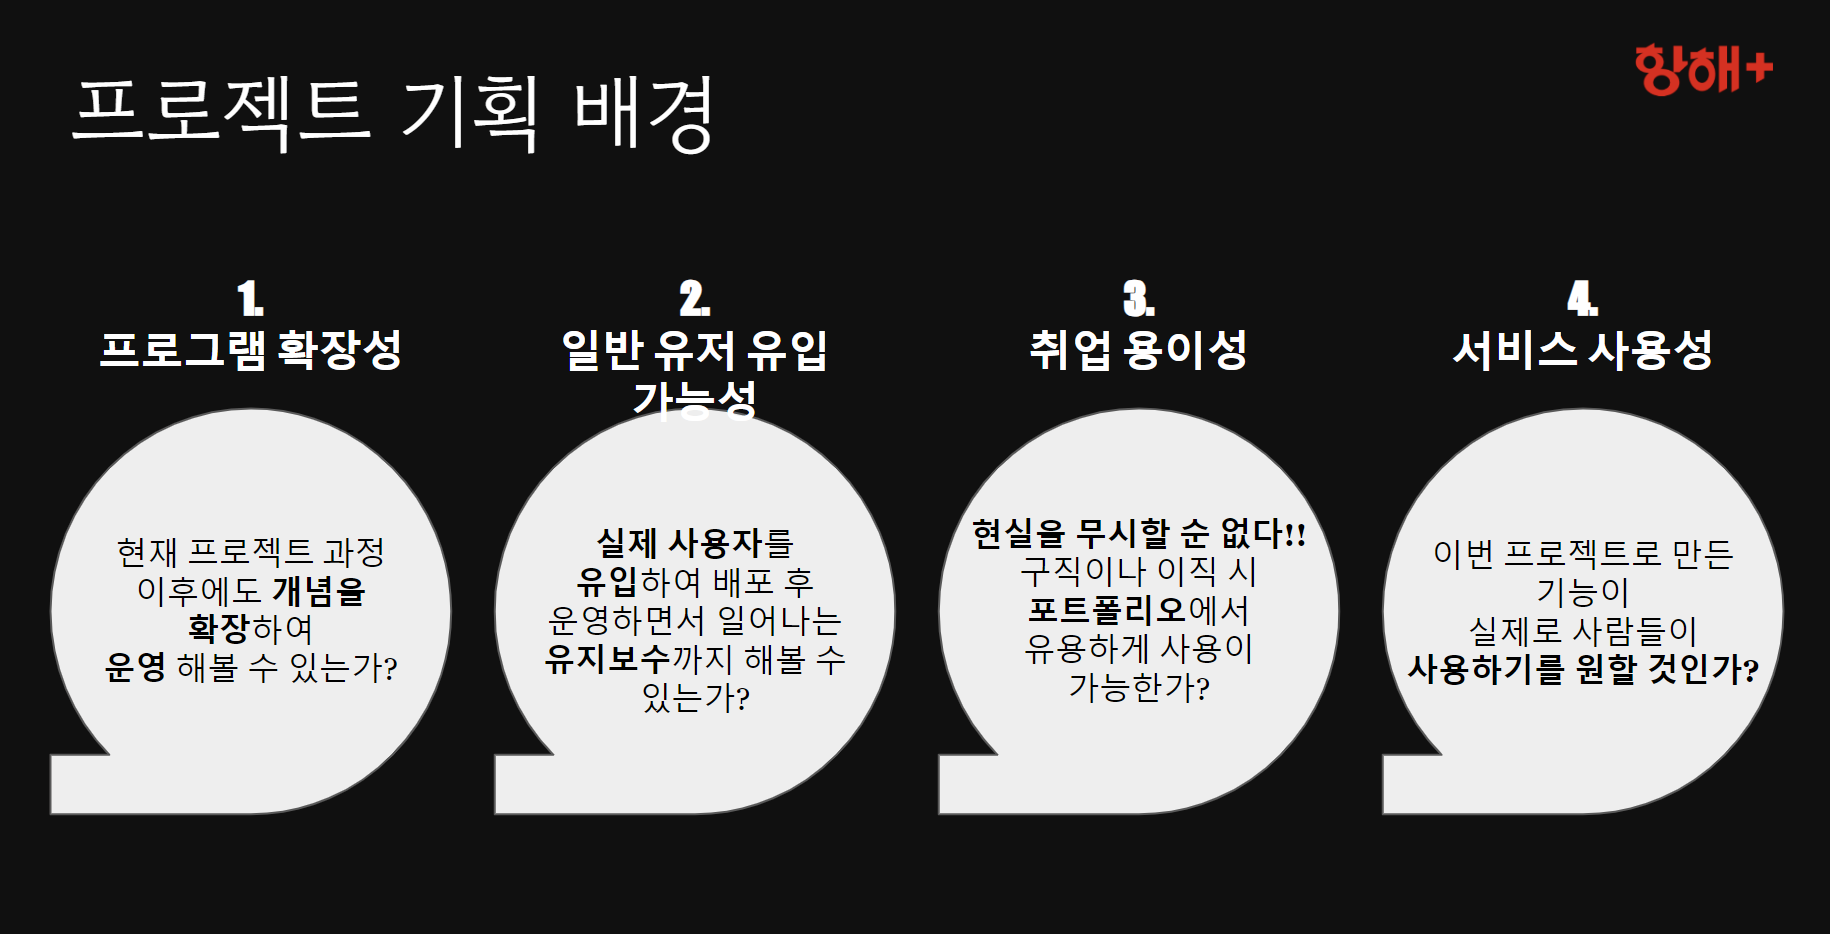 프로젝트 기획 배경
항해+
1.
프로그램 확장성
현재 프로젝트 과정
이후에도 개념을
확장하여
운영 해볼 수 있는가?
2.
일반 유저 유입
가능성
실제 사용자를
유입하여 배포 후
운영하면서 일어나는
유지보수까지 해볼 수
있는가?
3.
취업 용이성
현실을 무시할 순 없다!!
구직이나 이직 시
포트폴리오에서
유용하게 사용이
가능한가?
4.
서비스 사용성
이번 프로젝트로 만든
기능이
실제로 사람들이
사용하기를 원할 것인가?